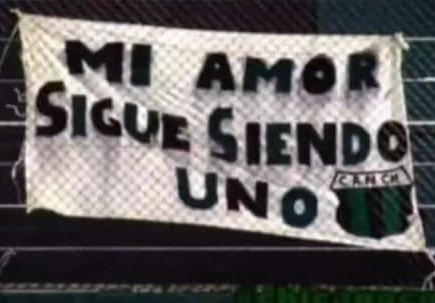 MI AMOR
SIGUE SIENDO
UNO
C.A.N.CH.